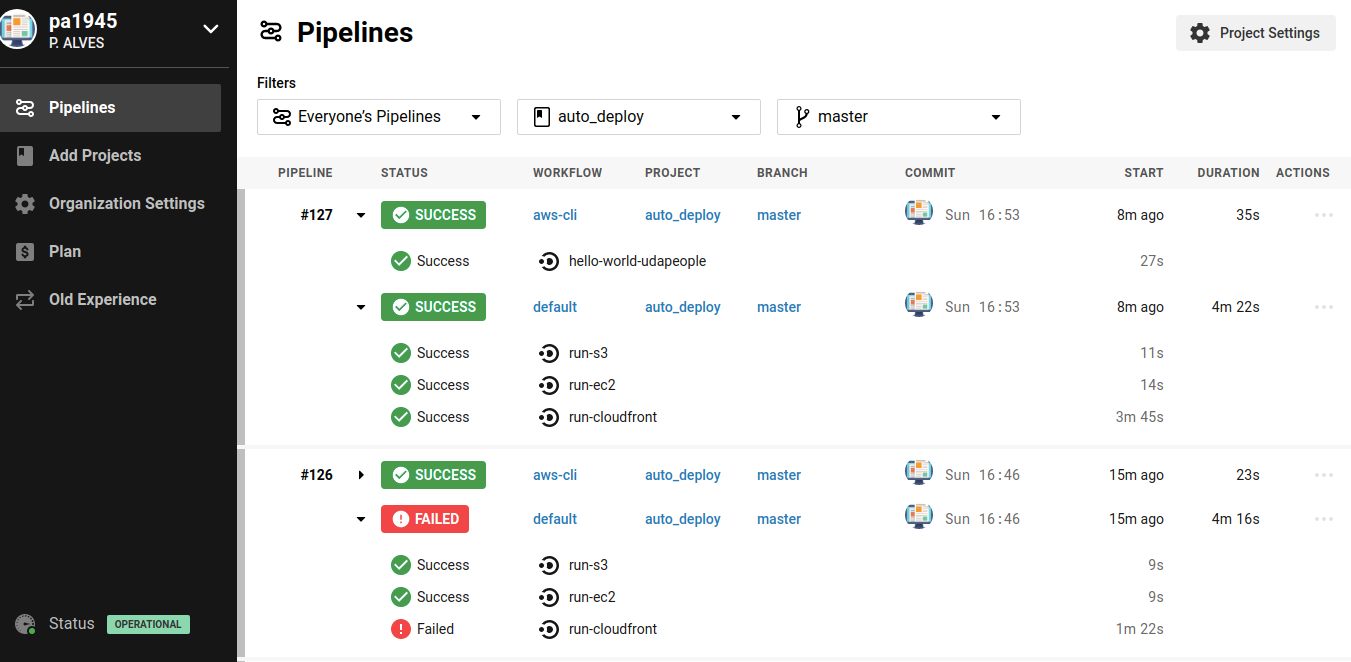 pa1945
P. ALVES
Pipelines
Add Projects
Organization Settings
Plan
Old Experience
Status OPERATIONAL
Pipelines
Project Settings
Filters
Everyone’s Pipelines auto_deploy master
PIPELINE STATUS WORKFLOW PROJECT BRANCH COMMIT START DURATION ACTIONS
#127 SUCCESS aws-cli auto_deploy master Sun 16:53 8m ago 35s
Success hello-world-udapeople 27s
SUCCESS default auto_deploy master Sun 16:53 8m ago 4m 22s
Success run-s3 11s
Success run-ec2 14s
Success run-cloudfront 3m 45s
#126 SUCCESS aws-cli auto_deploy master Sun 16:46 15m ago 23s
FAILED default auto_deploy master Sun 16:46 15m ago 4m 16s
Success run-s3 9s
Success run-ec2 9s
Failed run-cloudfront 1m 22s